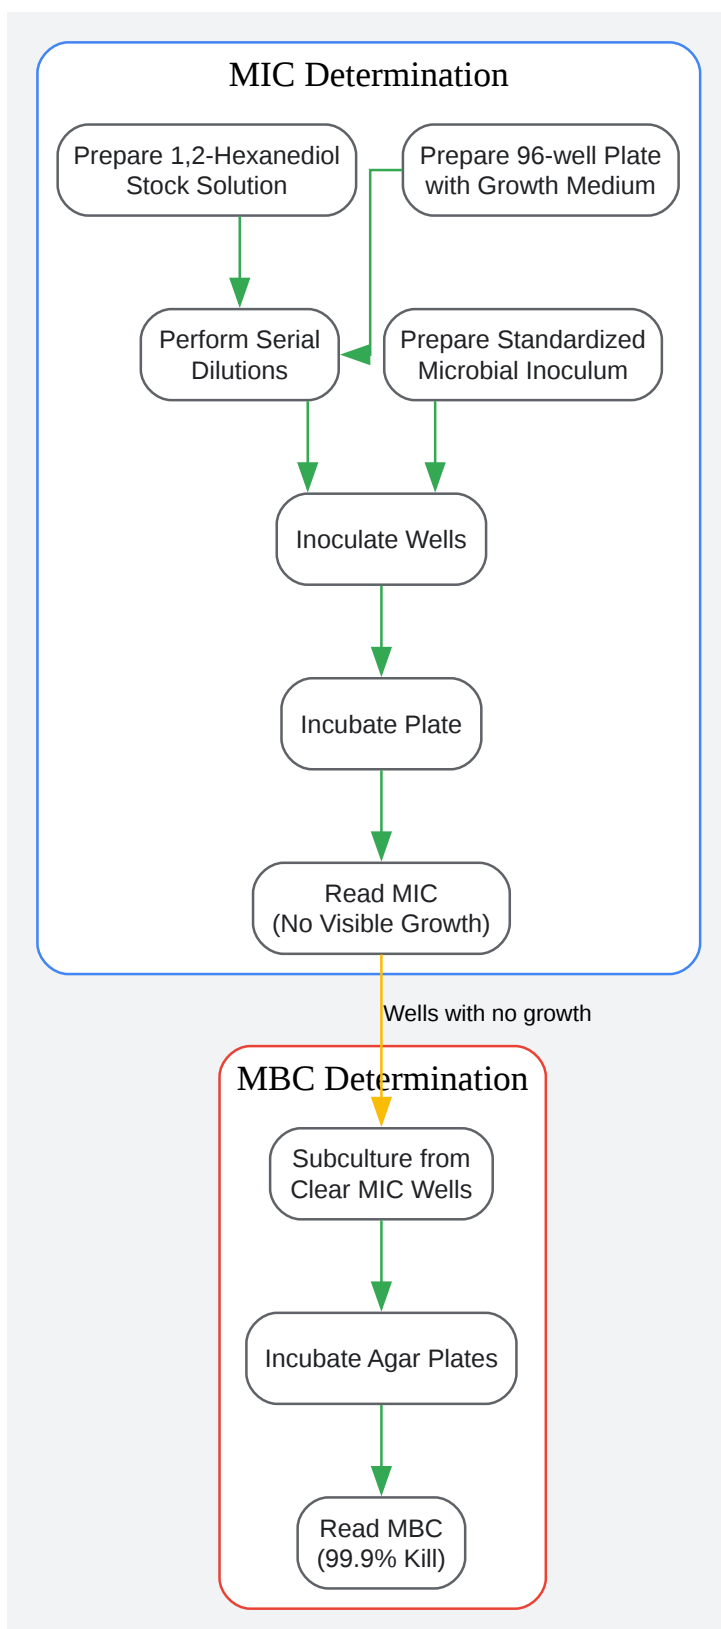 MIC Determination
Prepare 1,2-Hexanediol
Stock Solution
Prepare 96-well Plate
with Growth Medium
Perform Serial
Dilutions
Prepare Standardized
Microbial Inoculum
Inoculate Wells
Incubate Plate
Read MIC
(No Visible Growth)
Wells with no growth
MBC Determination
Subculture from
Clear MIC Wells
Incubate Agar Plates
Read MBC
(99.9% Kill)